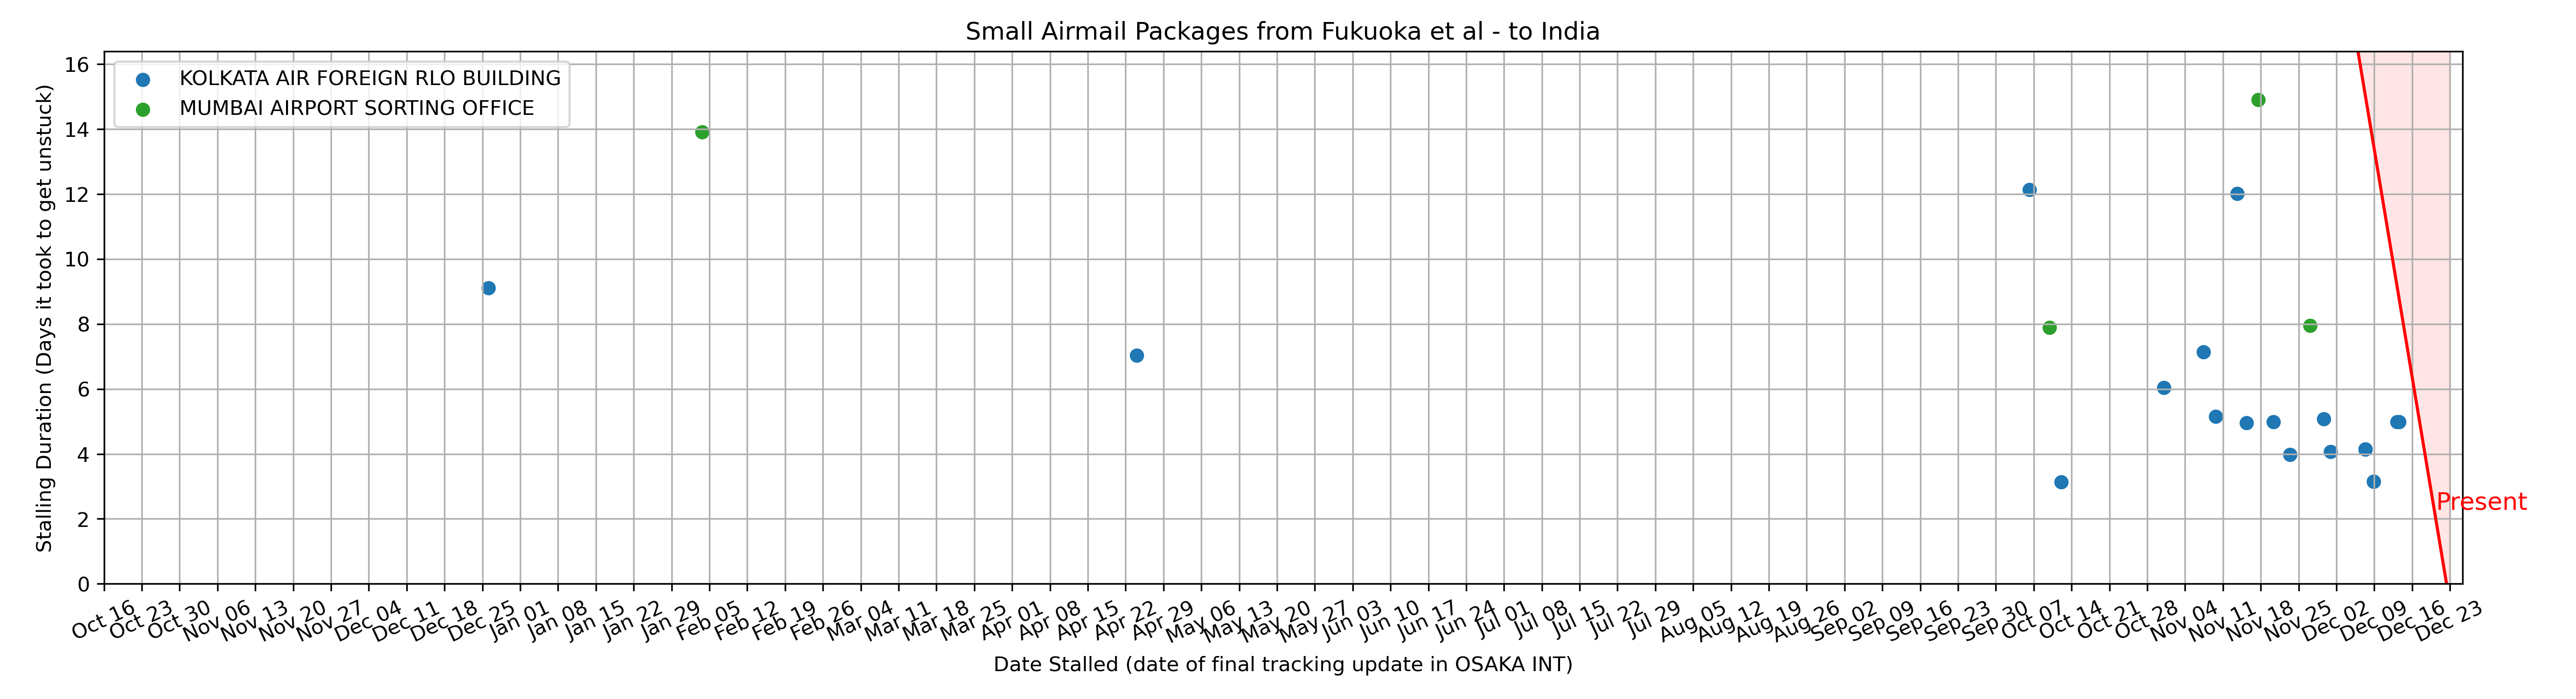 Small Airmail Packages from Fukuoka et al - to India
Stalling Duration (Days it took to get unstuck)
16
14
12
10
8
6
4
2
0
KOLKATA AIR FOREIGN RLO BUILDING
MUMBAI AIRPORT SORTING OFFICE
Present
Oct 16
Oct 23
Oct 30
Nov 06
Nov 13
Nov 20
Nov 27
Dec 04
Dec 11
Dec 18
Dec 25
Jan 01
Jan 08
Jan 15
Jan 22
Jan 29
Feb 05
Feb 12
Feb 19
Feb 26
Mar 04
Mar 11
Mar 18
Mar 25
Apr 01
Apr 08
Apr 15
Apr 22
Apr 29
May 06
May 13
May 20
May 27
Jun 03
Jun 10
Jun 17
Jun 24
Jul 01
Jul 08
Jul 15
Jul 22
Jul 29
Aug 05
Aug 12
Aug 19
Aug 26
Sep 02
Sep 09
Sep 16
Sep 23
Sep 30
Oct 07
Oct 14
Oct 21
Oct 28
Nov 04
Nov 11
Nov 18
Nov 25
Dec 02
Dec 09
Dec 16
Dec 23
Date Stalled (date of final tracking update in OSAKA INT)